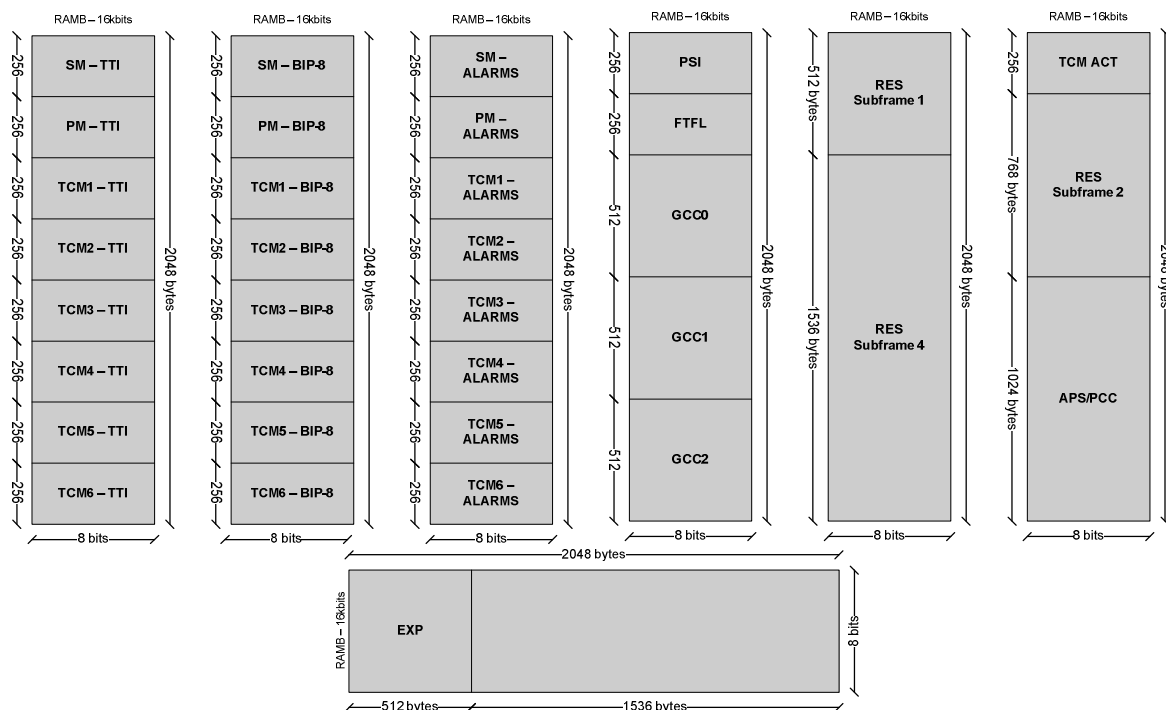 RAMB – 16kbits
256
SM – TTI
256
PM – TTI
256
TCM1 – TTI
256
TCM2 – TTI
256
TCM3 – TTI
256
TCM4 – TTI
256
TCM5 – TTI
256
TCM6 – TTI
2048 bytes
8 bits
RAMB – 16kbits
256
SM – BIP-8
256
PM – BIP-8
256
TCM1 – BIP-8
256
TCM2 – BIP-8
256
TCM3 – BIP-8
256
TCM4 – BIP-8
256
TCM5 – BIP-8
256
TCM6 – BIP-8
2048 bytes
8 bits
RAMB – 16kbits
256
SM –
ALARMS
256
PM –
ALARMS
256
TCM1 –
ALARMS
256
TCM2 –
ALARMS
256
TCM3 –
ALARMS
256
TCM4 –
ALARMS
256
TCM5 –
ALARMS
256
TCM6 –
ALARMS
2048 bytes
8 bits
RAMB – 16kbits
256
PSI
256
FTFL
512
GCC0
512
GCC1
512
GCC2
2048 bytes
8 bits
RAMB – 16kbits
512 bytes
RES
Subframe 1
1536 bytes
RES
Subframe 4
2048 bytes
8 bits
RAMB – 16kbits
256
TCM ACT
768 bytes
RES
Subframe 2
1024 bytes
APS/PCC
2048 bytes
8 bits
2048 bytes
RAMB – 16kbits
EXP
8 bits
512 bytes
1536 bytes